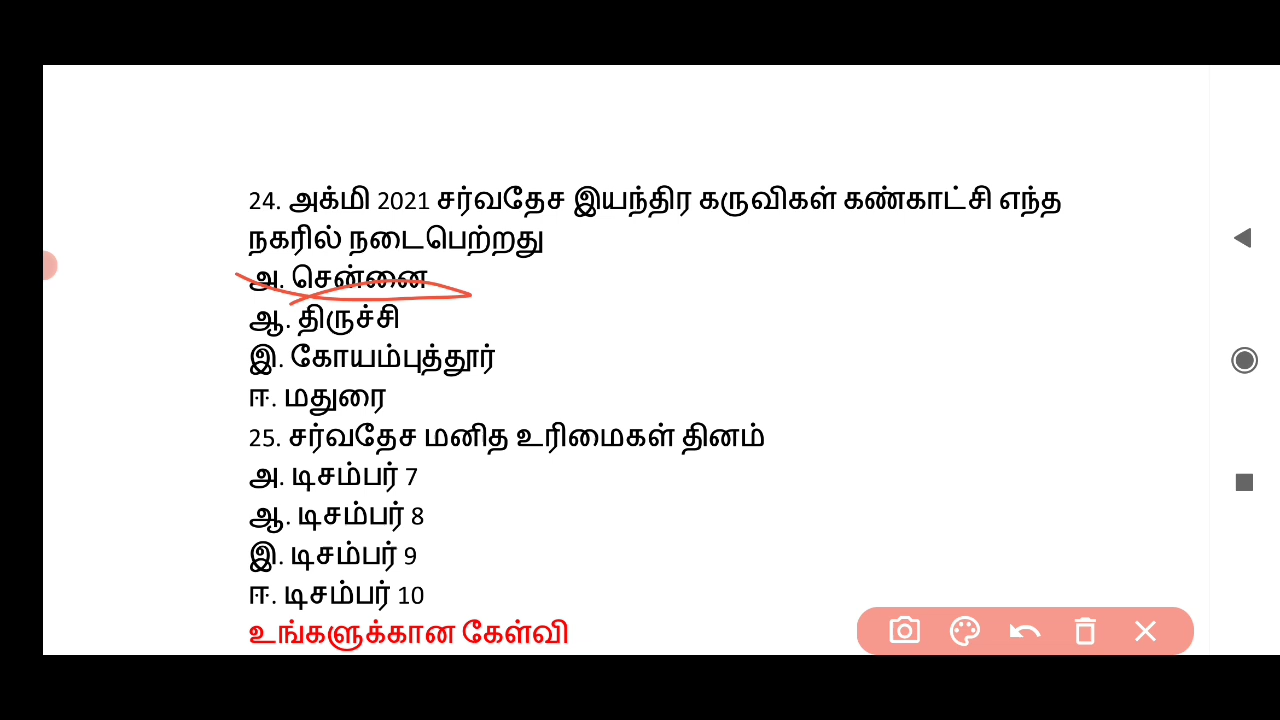 24. அக்மி 2021 சர்வதேச இயந்திர கருவிகள் கண்காட்சி எந்த
நகரில் நடைபெற்றது
அ. சென்னை
ஆ. திருச்சி
இ. கோயம்புத்தூர்
ஈ. மதுரை
25. சர்வதேச மனித உரிமைகள் தினம்
அ. டிசம்பர் 7
ஆ. டிசம்பர் 8
இ. டிசம்பர் 9
ஈ. டிசம்பர் 10
உங்களுக்கான கேள்வி